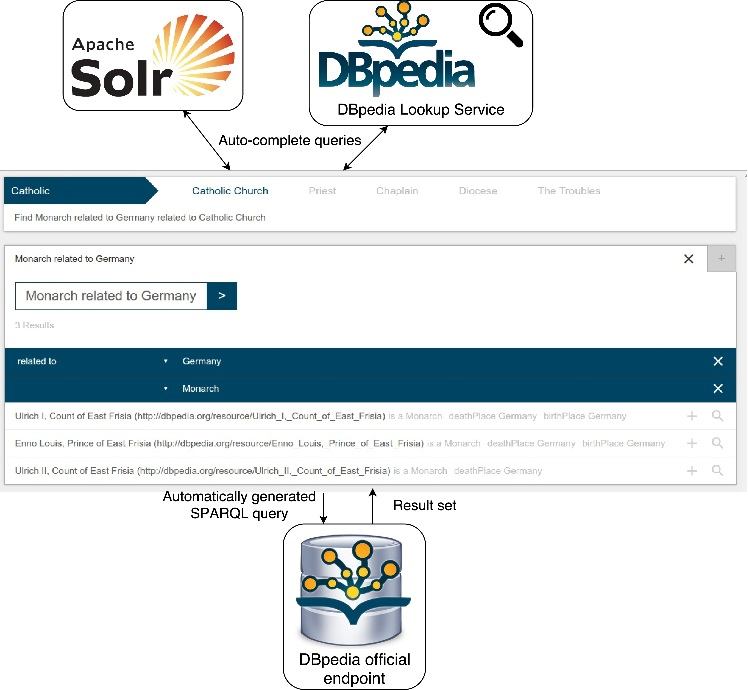 Apache
Solr
DBpedia
DBpedia Lookup Service
Auto-complete queries
Catholic
Catholic Church
Priest
Chaplain
Diocese
The Troubles
Find Monarch related to Germany related to Catholic Church
Monarch related to Germany
Monarch related to Germany >
3 Results
related to Germany
Monarch
Ulrich I, Count of East Frisia (http://dbpedia.org/resource/Ulrich_I,_Count_of_East_Frisia) is a Monarch deathPlace Germany birthPlace Germany
Enno Louis, Prince of East Frisia (http://dbpedia.org/resource/Enno_Louis,_Prince_of_East_Frisia) is a Monarch deathPlace Germany birthPlace Germany
Ulrich II, Count of East Frisia (http://dbpedia.org/resource/Ulrich_II,_Count_of_East_Frisia) is a Monarch deathPlace Germany
Automatically generated
SPARQL query
Result set
DBpedia official
endpoint